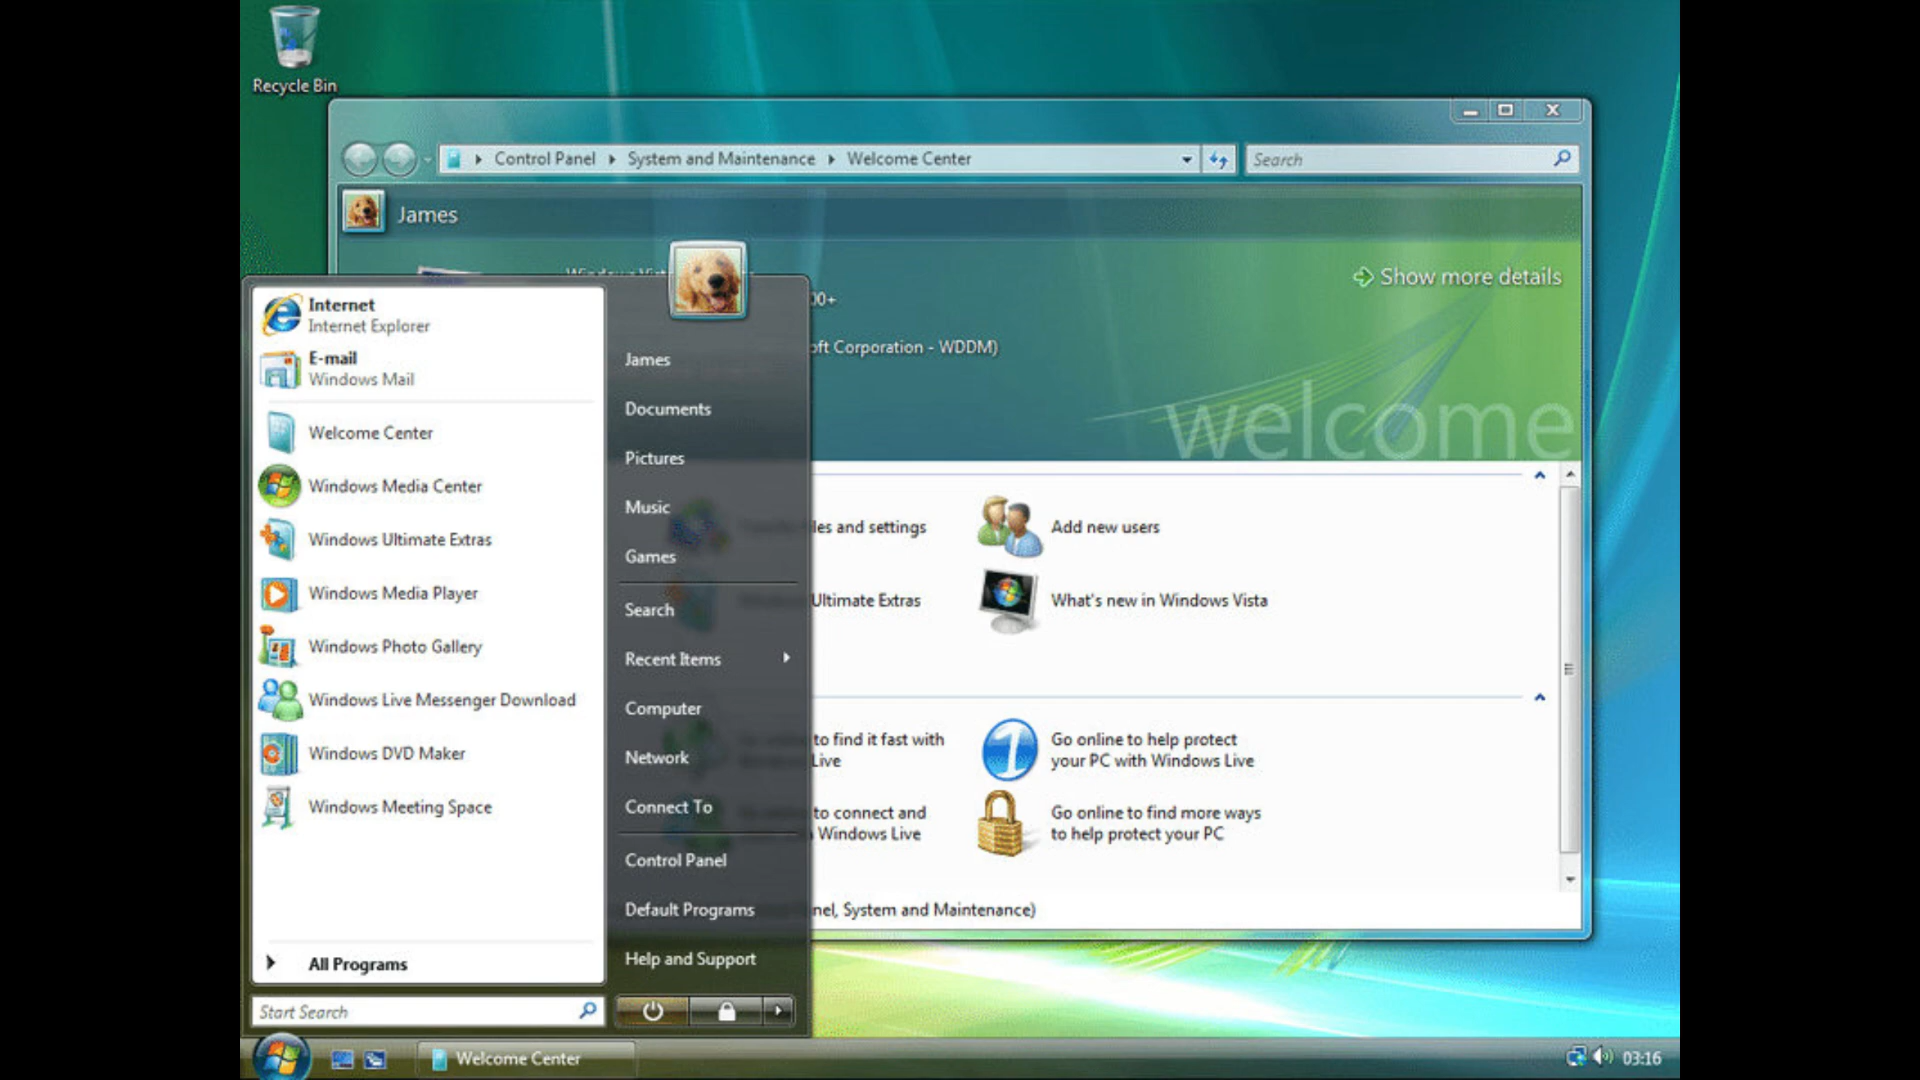 Recycle Bin
Control Panel
System and Maintenance
Welcome Center
Search
James
Show more details
Internet
Internet Explorer
E-mail
Windows Mail
Welcome Center
Windows Media Center
Windows Ultimate Extras
Windows Media Player
Windows Photo Gallery
Windows Live Messenger Download
Windows DVD Maker
Windows Meeting Space
All Programs
Start Search
James
Documents
Pictures
Music
Games
Search
Recent Items
Computer
Network
Connect To
Control Panel
Default Programs
Help and Support
00+
oft Corporation - WDDM)
welcome
les and settings
Add new users
Ultimate Extras
What's new in Windows Vista
to find it fast with
Live
Go online to help protect
your PC with Windows Live
to connect and
Windows Live
Go online to find more ways
to help protect your PC
nel, System and Maintenance)
Welcome Center
03:16